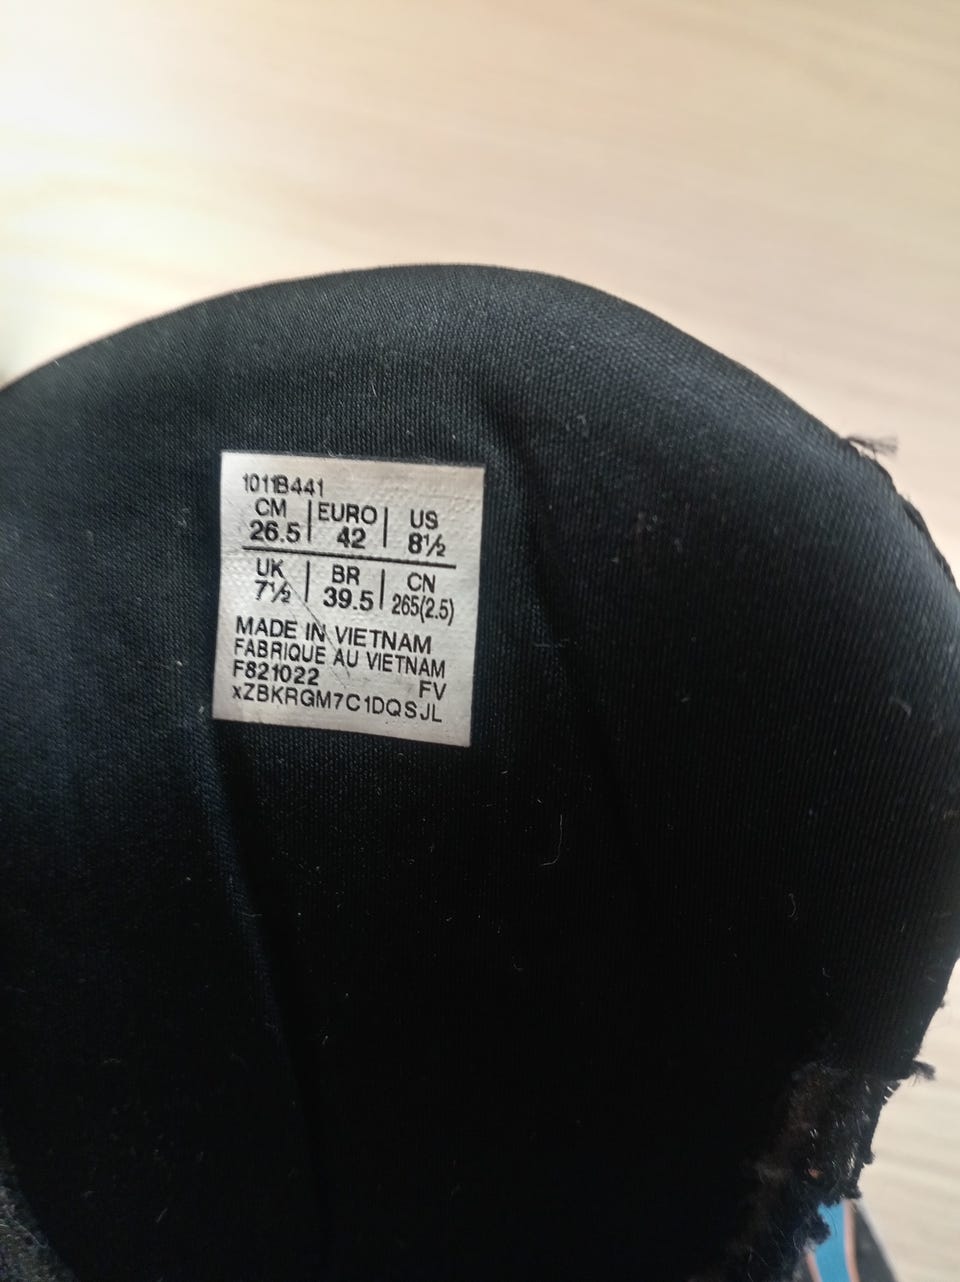 1011B441
CM | EURO | US
26.5 | 42 | 8½
UK | BR | CN
7½ | 39.5 | 265(2.5)
MADE IN VIETNAM
FABRIQUE AU VIETNAM
F821022 FV
xZBKRGM7C1DQSJL